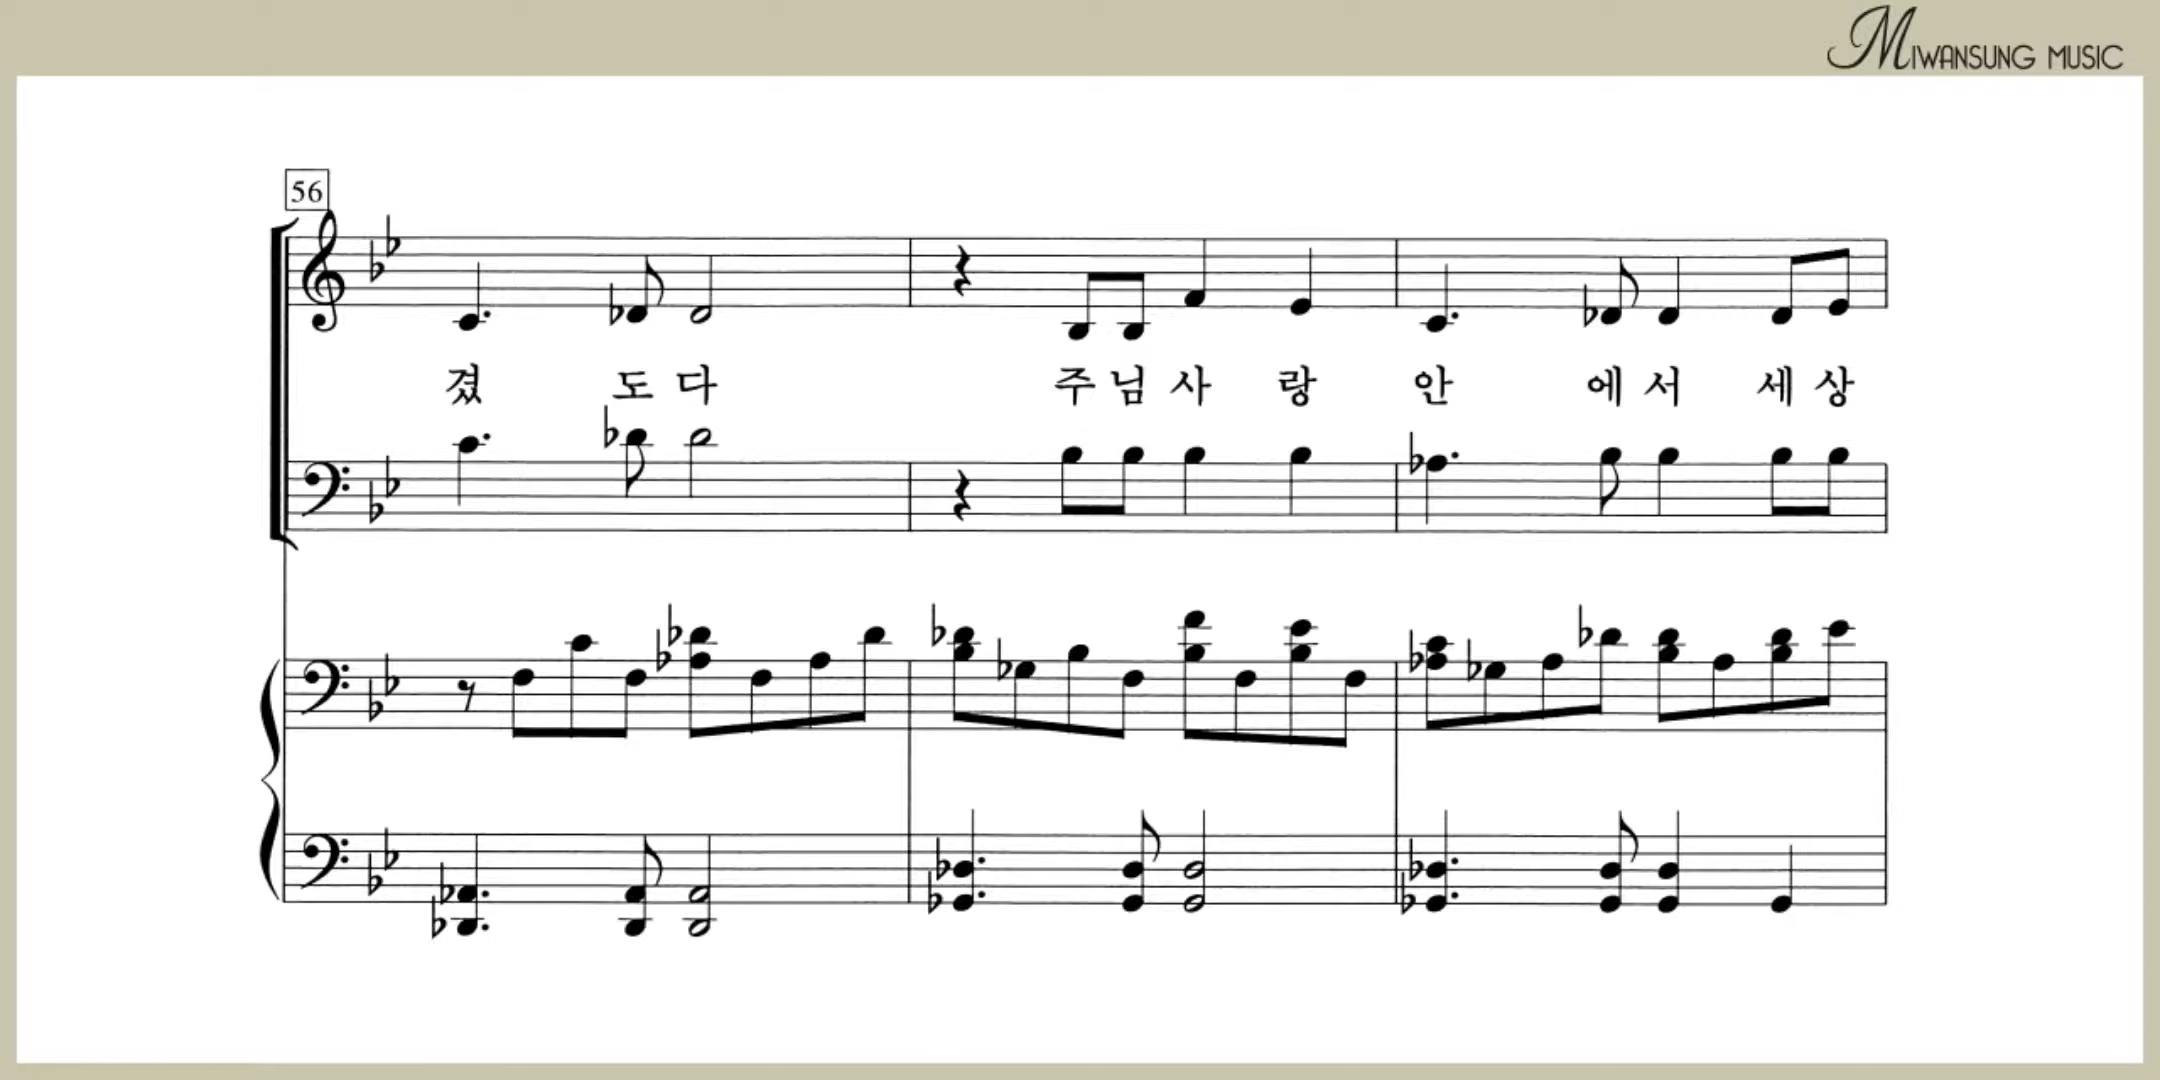 MIWANSUNG MUSIC
56
졌 도 다 주 님 사 랑 안 에 서 세 상